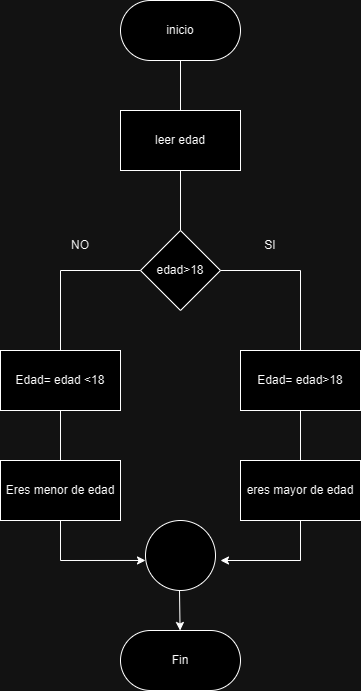 inicio
leer edad
edad>18
NO
SI
Edad= edad <18
Edad= edad>18
Eres menor de edad
eres mayor de edad
Fin